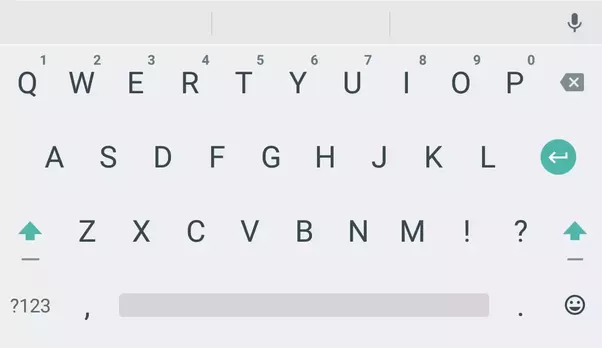 1 2 3 4 5 6 7 8 9 0
Q W E R T Y U I O P
A S D F G H J K L
Z X C V B N M ! ?
?123 , .